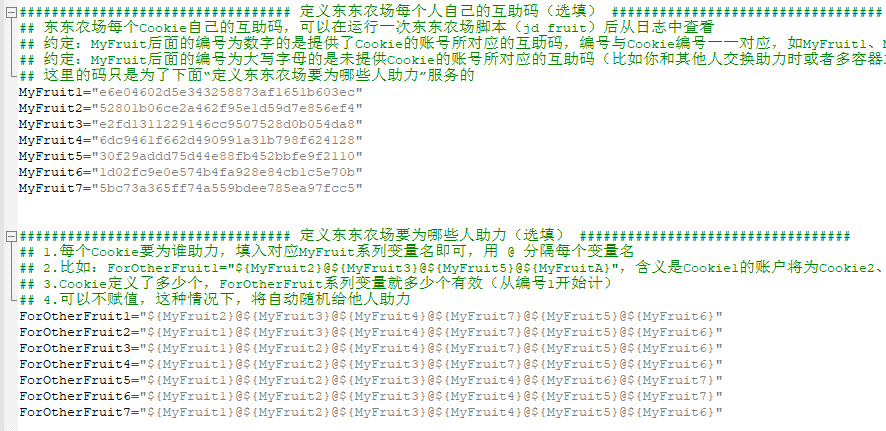 ################################## 定义东东农场每个人自己的互助码（选填） ##################################
## 东东农场每个Cookie自己的互助码，可以在运行一次东东农场脚本（jd_fruit）后从日志中查看
## 约定：MyFruit后面的编号为数字的是提供了Cookie的账号所对应的互助码，编号与Cookie编号一一对应，如MyFruit1、
## 约定：MyFruit后面的编号为大写字母的是未提供Cookie的账号所对应的互助码（比如你和其他人交换助力时或者多容器
## 这里的码只是为了下面“定义东东农场要为哪些人助力”服务的
MyFruit1="e6e04602d5e343258873af1651b603ec"
MyFruit2="52801b06ce2a462f95e1d59d7e856ef4"
MyFruit3="e2fd1311229146cc9507528d0b054da8"
MyFruit4="6dc9461f662d490991a31b798f624128"
MyFruit5="30f29addd75d44e88fb452bbfe9f2110"
MyFruit6="1d02fc9e0e574b4fa928e84cb1c5e70b"
MyFruit7="5bc73a365ff74a559bdee785ea97fcc5"
################################## 定义东东农场要为哪些人助力（选填） ##################################
## 1.每个Cookie要为谁助力，填入对应MyFruit系列变量名即可，用 @ 分隔每个变量名
## 2.比如：ForOtherFruit1="${MyFruit2}@${MyFruit3}@${MyFruit5}@${MyFruitA}"，含义是Cookie1的账户将为Cookie2、
## 3.Cookie定义了多少个，ForOtherFruit系列变量就多少个有效（从编号1开始计）
## 4.可以不赋值，这种情况下，将自动随机给他人助力
ForOtherFruit1="${MyFruit2}@${MyFruit3}@${MyFruit4}@${MyFruit7}@${MyFruit5}@${MyFruit6}"
ForOtherFruit2="${MyFruit1}@${MyFruit3}@${MyFruit4}@${MyFruit7}@${MyFruit5}@${MyFruit6}"
ForOtherFruit3="${MyFruit1}@${MyFruit2}@${MyFruit4}@${MyFruit7}@${MyFruit5}@${MyFruit6}"
ForOtherFruit4="${MyFruit1}@${MyFruit2}@${MyFruit3}@${MyFruit7}@${MyFruit5}@${MyFruit6}"
ForOtherFruit5="${MyFruit1}@${MyFruit2}@${MyFruit3}@${MyFruit4}@${MyFruit6}@${MyFruit7}"
ForOtherFruit6="${MyFruit1}@${MyFruit2}@${MyFruit3}@${MyFruit4}@${MyFruit5}@${MyFruit7}"
ForOtherFruit7="${MyFruit1}@${MyFruit2}@${MyFruit3}@${MyFruit4}@${MyFruit5}@${MyFruit6}"